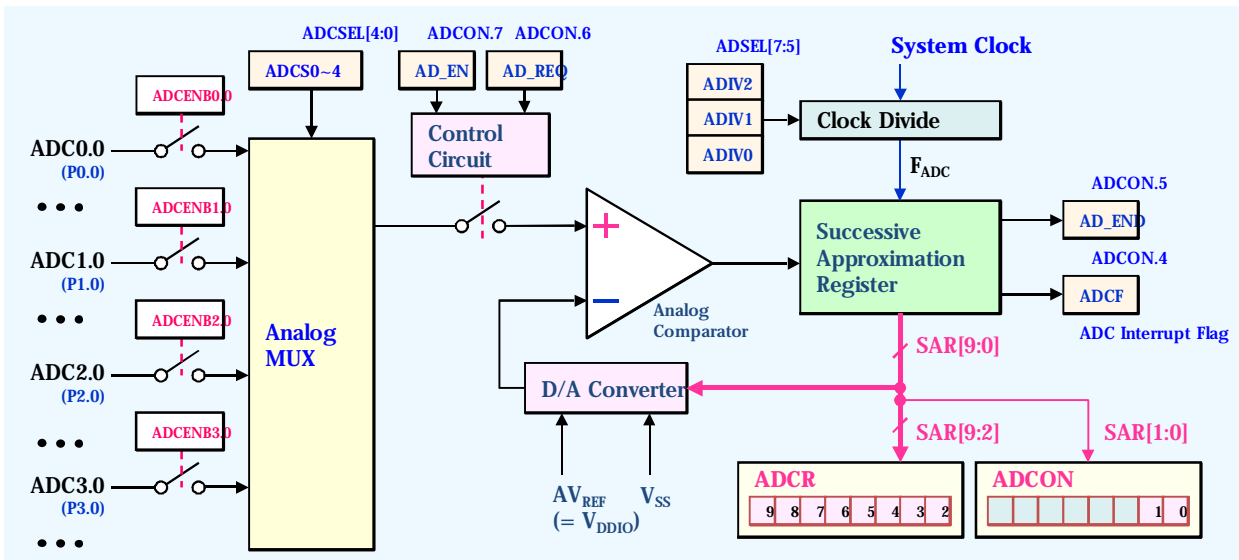 ADCSEL[4:0]
ADCON.7
ADCON.6
ADSEL[7:5]
System Clock
ADCS0~4
AD_EN
AD_REQ
ADIV2
ADIV1
ADIV0
Clock Divide
ADCENB0.0
Control
Circuit
ADC0.0
(P0.0)
•••
FADC
ADCON.5
AD_END
ADCENB1.0
ADC1.0
(P1.0)
•••
+
−
Successive
Approximation
Register
ADCON.4
ADCF
ADC Interrupt Flag
Analog
Comparator
ADCENB2.0
ADC2.0
(P2.0)
•••
Analog
MUX
SAR[9:0]
D/A Converter
ADCENB3.0
ADC3.0
(P3.0)
•••
SAR[9:2]
SAR[1:0]
AVREF
(= VDDIO)
VSS
ADCR
9 8 7 6 5 4 3 2
ADCON
1 0